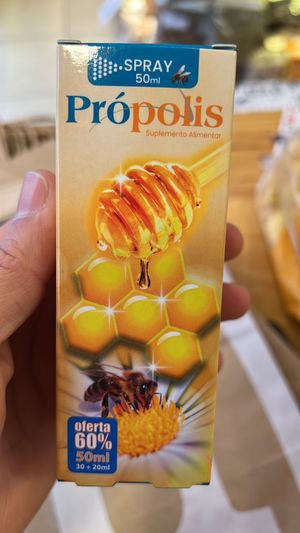 SPRAY
50ml
Própolis
Suplemento Alimentar
oferta
60%
50ml
30 + 20ml